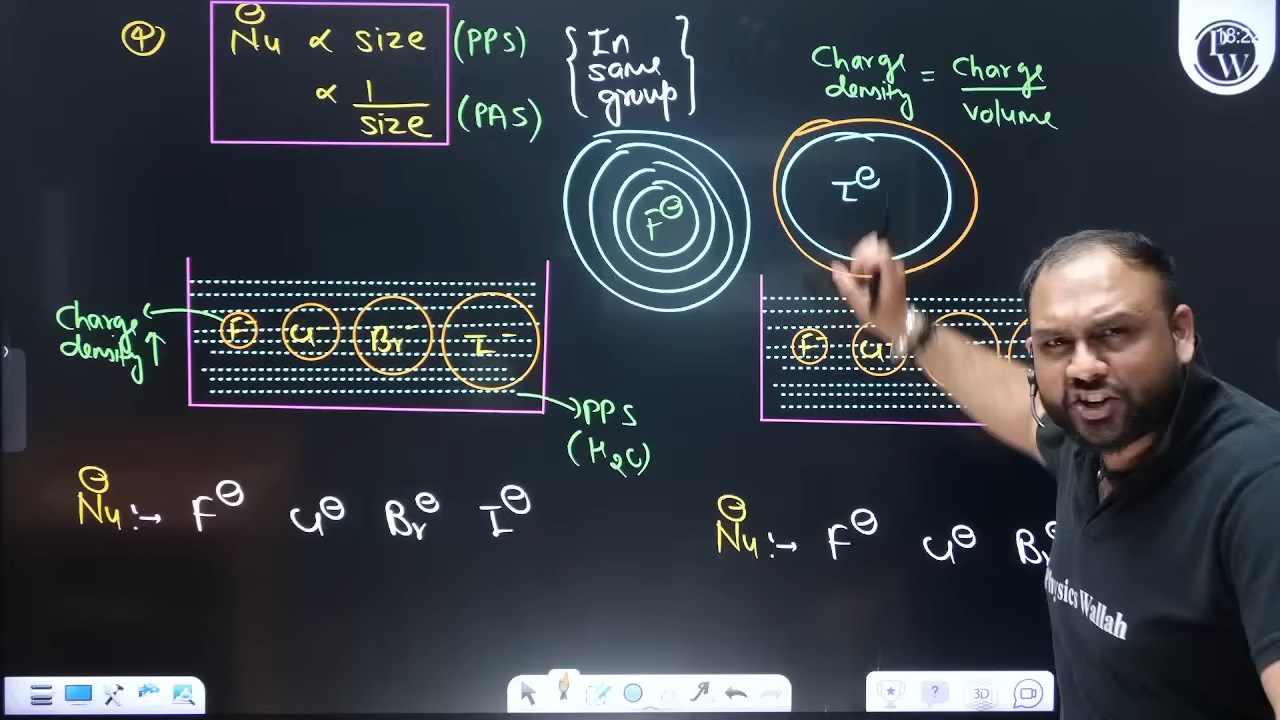 4
Nu⊖ ∝ size (PPS)
∝ 1/size (PAS)
{In same group}
Charge density = Charge/volume
F⊖
I⊖
Charge density ↑
F⁻ Cl⁻ Br⁻ I⁻
PPS
(H2O)
F⁻ Cl⁻
Nu⊖ :→ F⊖ Cl⊖ Br⊖ I⊖
Nu⊖ :→ F⊖ Cl⊖ Br⊖
Physics Wallah
W
3D